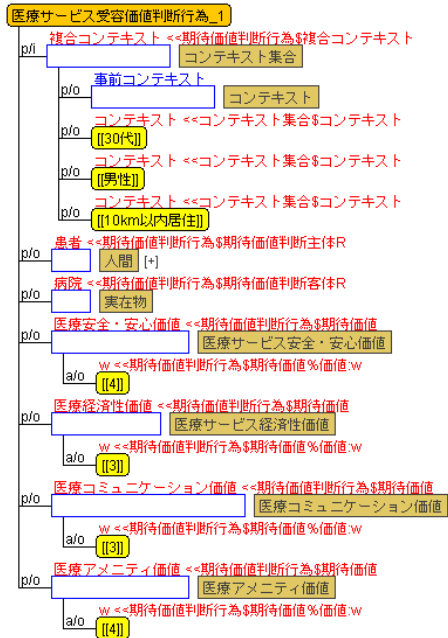 医療サービス受容価値判断行為_1
複合コンテキスト <<期待価値判断行為$複合コンテキスト
p/i コンテキスト集合
事前コンテキスト
p/o コンテキスト
コンテキスト <<コンテキスト集合$コンテキスト
p/o [[30代]]
コンテキスト <<コンテキスト集合$コンテキスト
p/o [[男性]]
コンテキスト <<コンテキスト集合$コンテキスト
p/o [[10km以内居住]]
患者 <<期待価値判断行為$期待価値判断主体R
p/o 人間 [+]
病院 <<期待価値判断行為$期待価値判断客体R
p/o 実在物
医療安全・安心価値 <<期待価値判断行為$期待価値
p/o 医療サービス安全・安心価値
w <<期待価値判断行為$期待価値%価値:w
a/o [[4]]
医療経済性価値 <<期待価値判断行為$期待価値
p/o 医療サービス経済性価値
w <<期待価値判断行為$期待価値%価値:w
a/o [[3]]
医療コミュニケーション価値 <<期待価値判断行為$期待価値
p/o 医療コミュニケーション価値
w <<期待価値判断行為$期待価値%価値:w
a/o [[3]]
医療アメニティ価値 <<期待価値判断行為$期待価値
p/o 医療アメニティ価値
w <<期待価値判断行為$期待価値%価値:w
a/o [[4]]